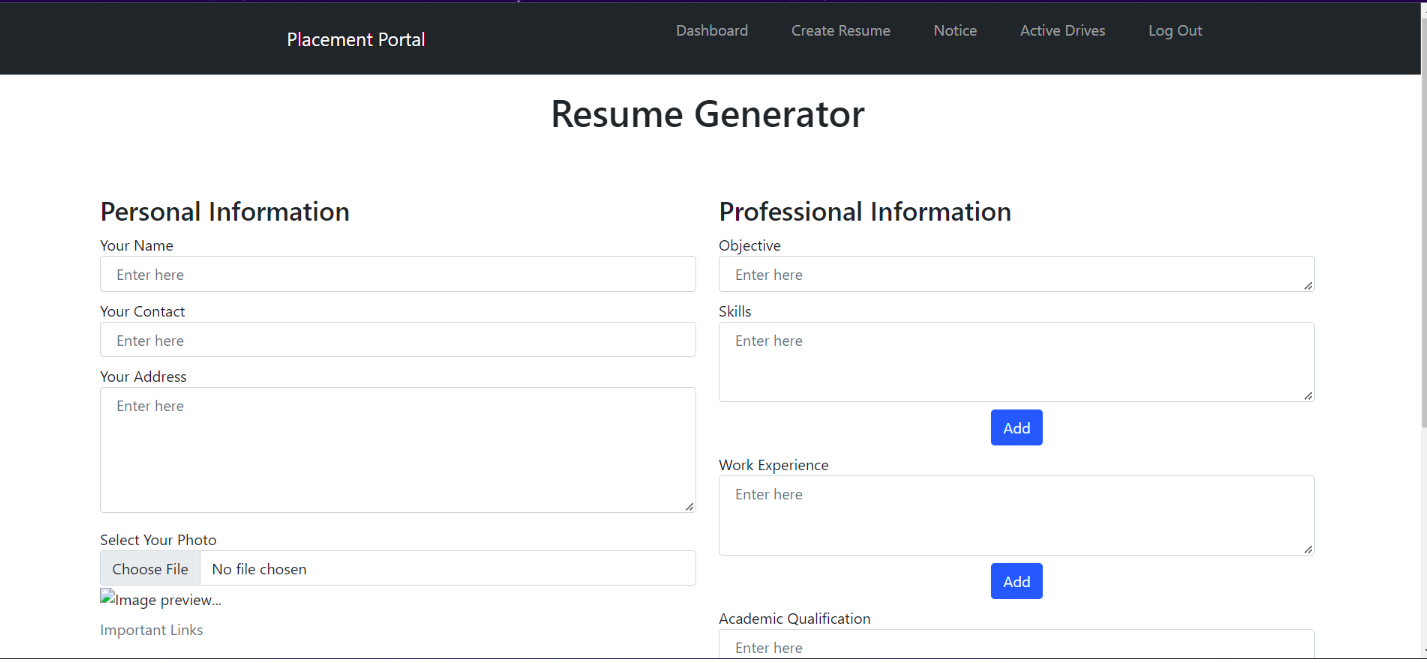 Placement Portal
Dashboard
Create Resume
Notice
Active Drives
Log Out
Resume Generator
Personal Information
Your Name
Enter here
Your Contact
Enter here
Your Address
Enter here
Select Your Photo
Choose File No file chosen
Image preview...
Important Links
Professional Information
Objective
Enter here
Skills
Enter here
Add
Work Experience
Enter here
Add
Academic Qualification
Enter here